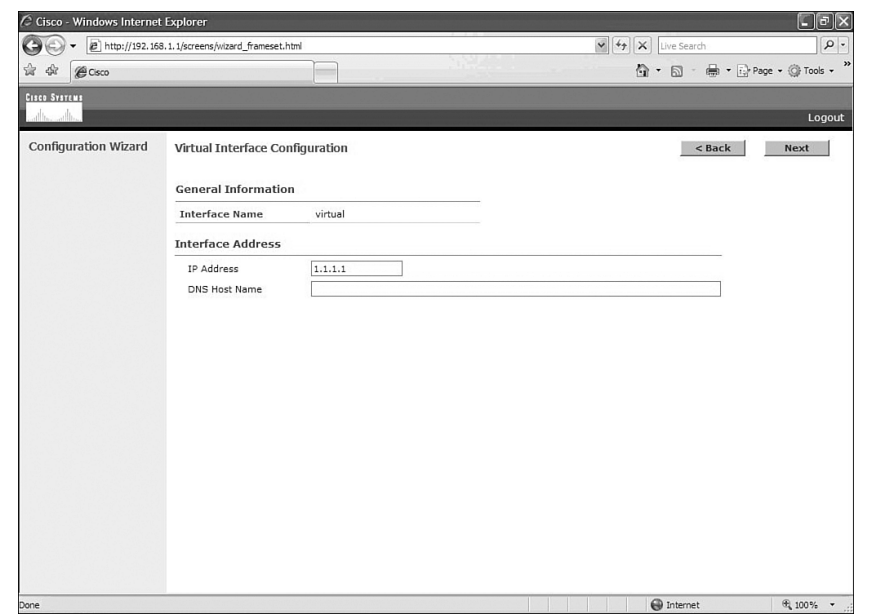 Cisco - Windows Internet Explorer
http://192.168.1.1/screens/wizard_frameset.html
Live Search
Cisco
Page
Tools
CISCO SYSTEMS
Logout
Configuration Wizard
Virtual Interface Configuration
< Back
Next
General Information
Interface Name virtual
Interface Address
IP Address 1.1.1.1
DNS Host Name
Done
Internet
100%